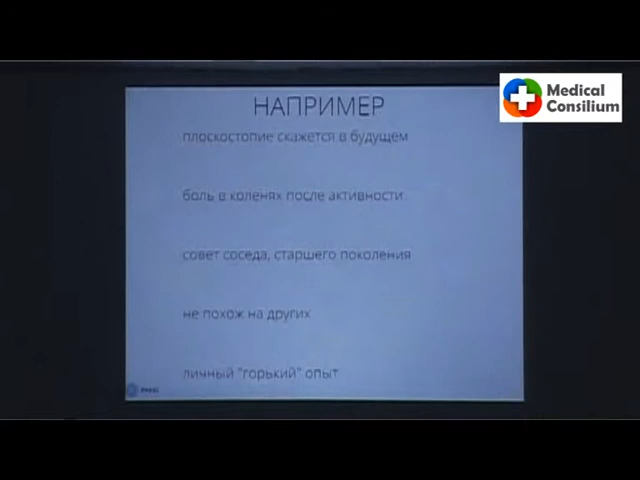 Medical
Consilium
НАПРИМЕР
плоскостопие скажется в будущем
боль в коленях после активности
совет соседа, старшего поколения
не похож на других
личный "горький" опыт